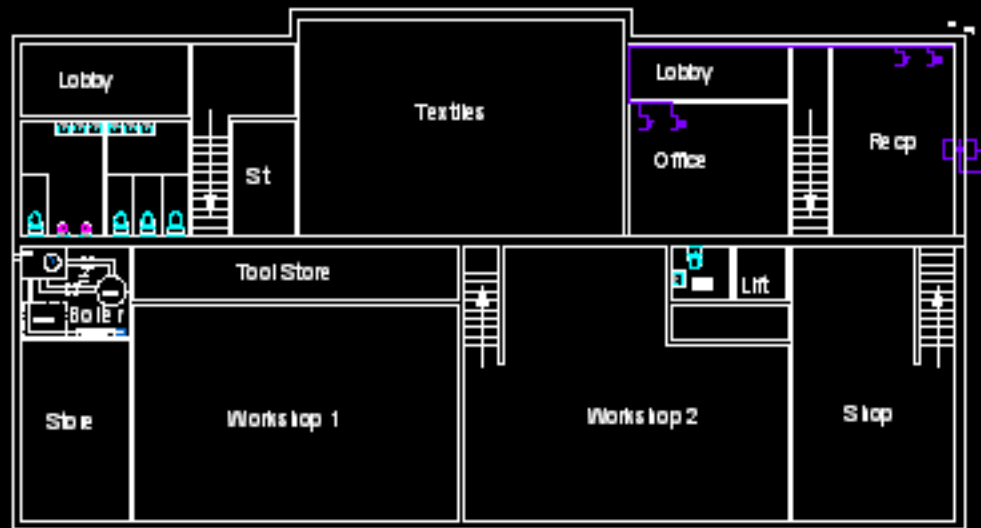 Lobby
Textiles
Lobby
Recp
Office
St
Tool Store
Lift
Boiler
Store
Workshop 1
Workshop 2
Shop